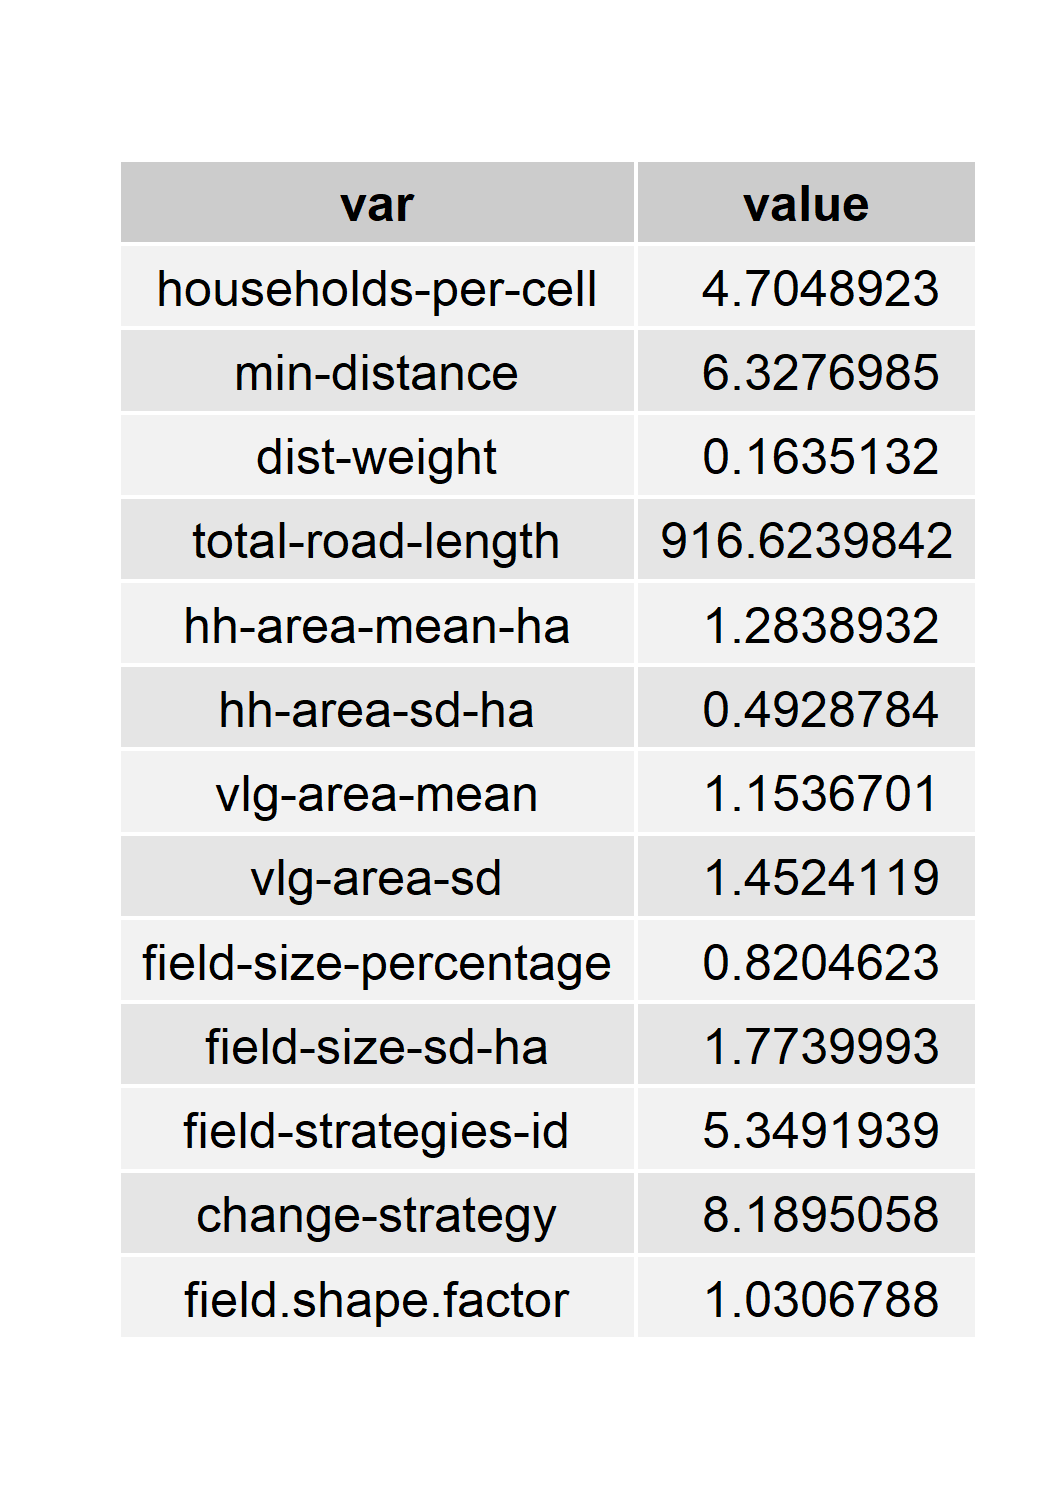 var value
households-per-cell 4.7048923
min-distance 6.3276985
dist-weight 0.1635132
total-road-length 916.6239842
hh-area-mean-ha 1.2838932
hh-area-sd-ha 0.4928784
vlg-area-mean 1.1536701
vlg-area-sd 1.4524119
field-size-percentage 0.8204623
field-size-sd-ha 1.7739993
field-strategies-id 5.3491939
change-strategy 8.1895058
field.shape.factor 1.0306788